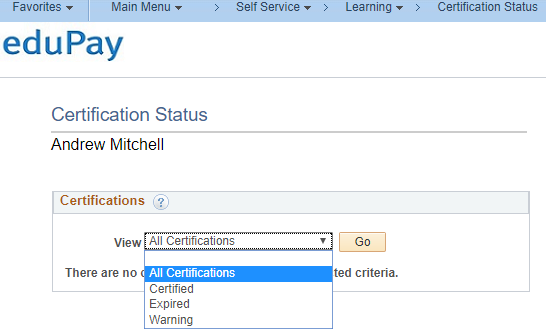 Favorites Main Menu > Self Service > Learning > Certification Status
eduPay
Certification Status
Andrew Mitchell
Certifications ?
View All Certifications Go
There are no ted criteria.
All Certifications
Certified
Expired
Warning